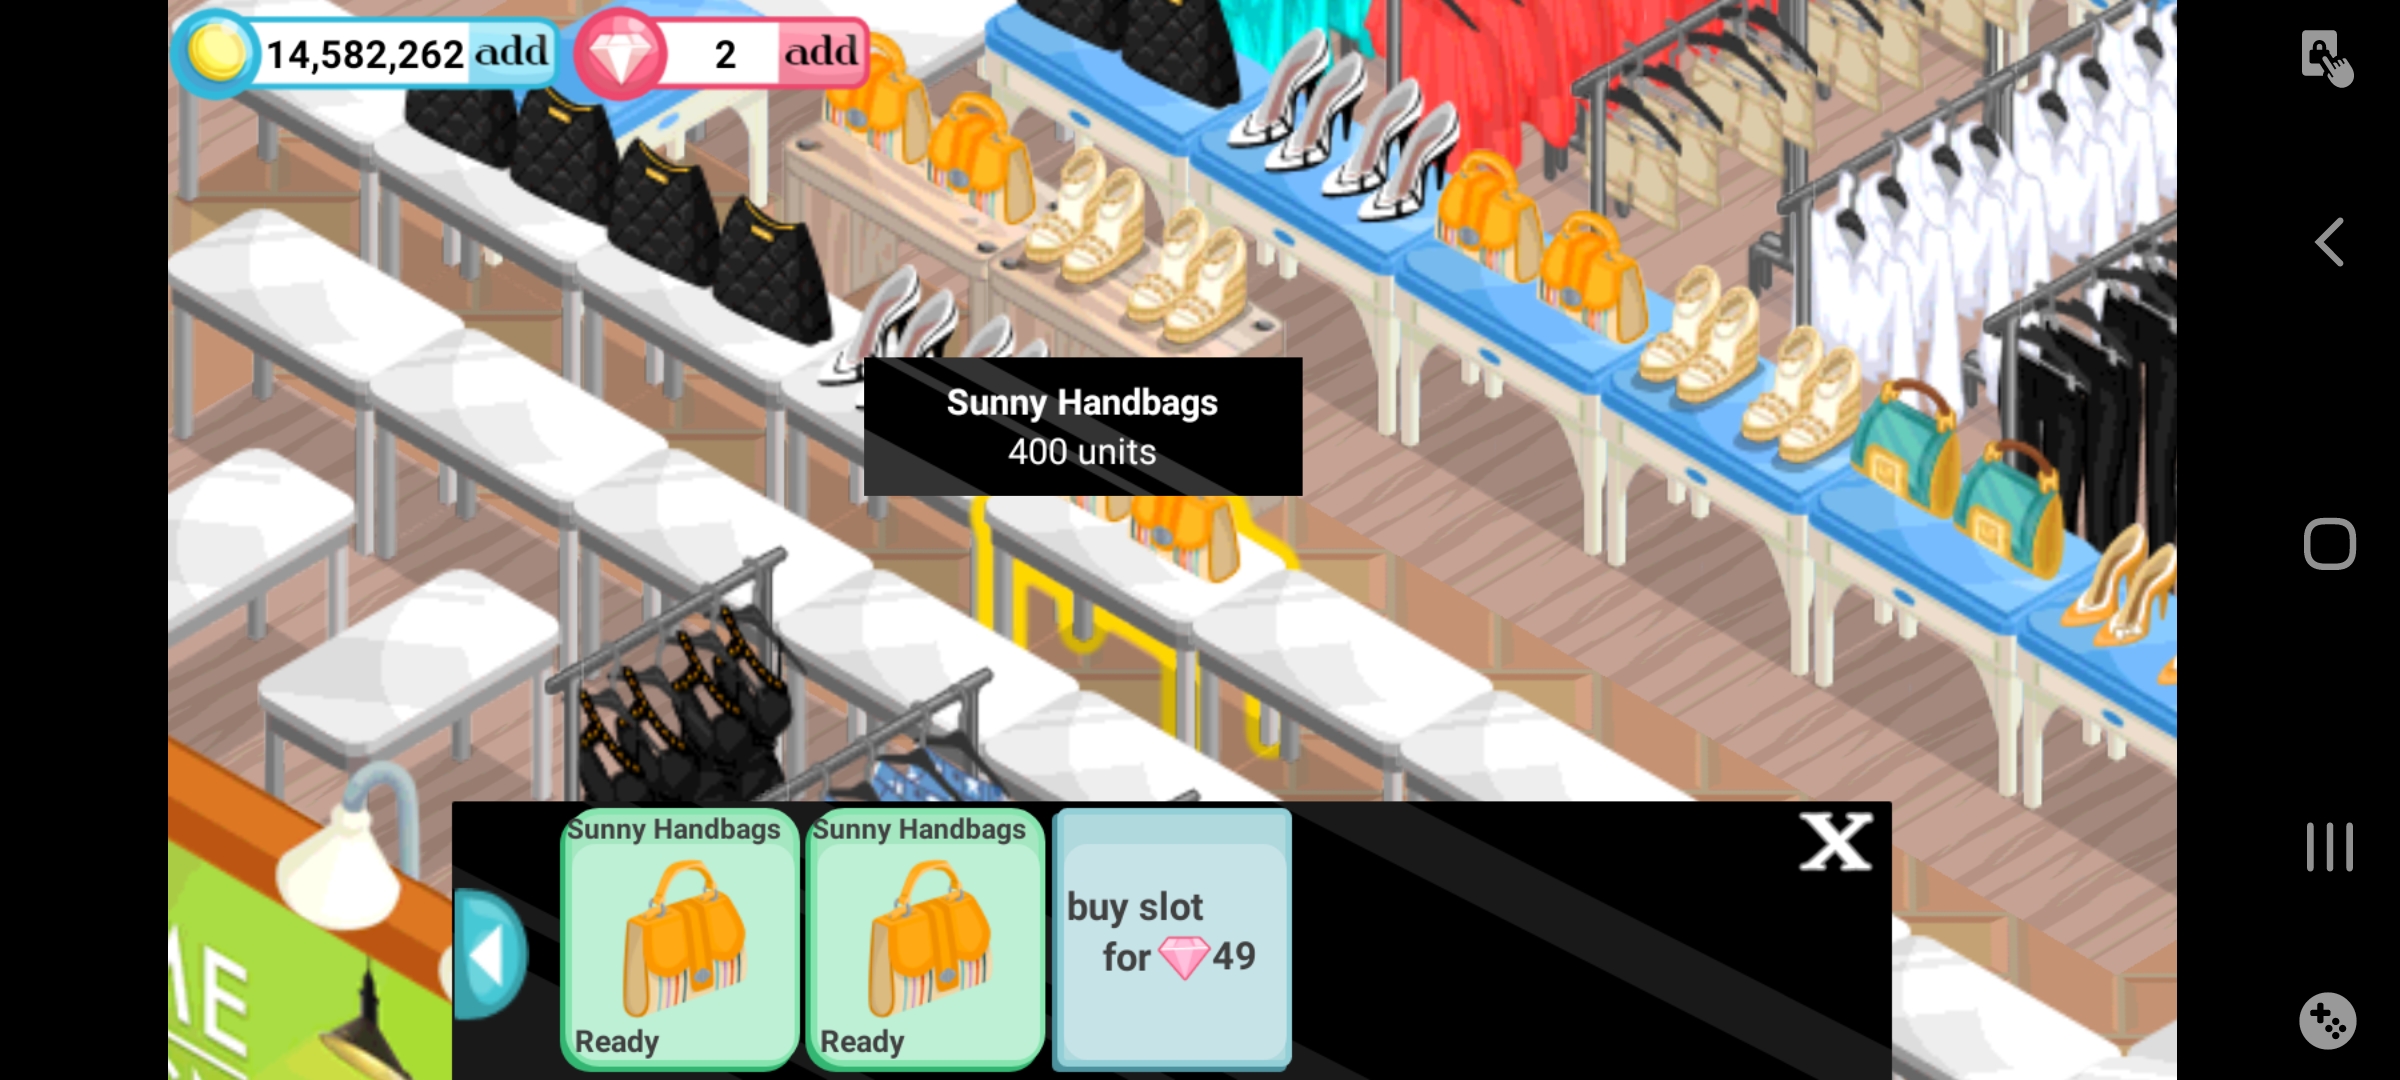 14,582,262 add 2 add
Sunny Handbags
400 units
Sunny Handbags Sunny Handbags
X
buy slot
for 49
Ready Ready